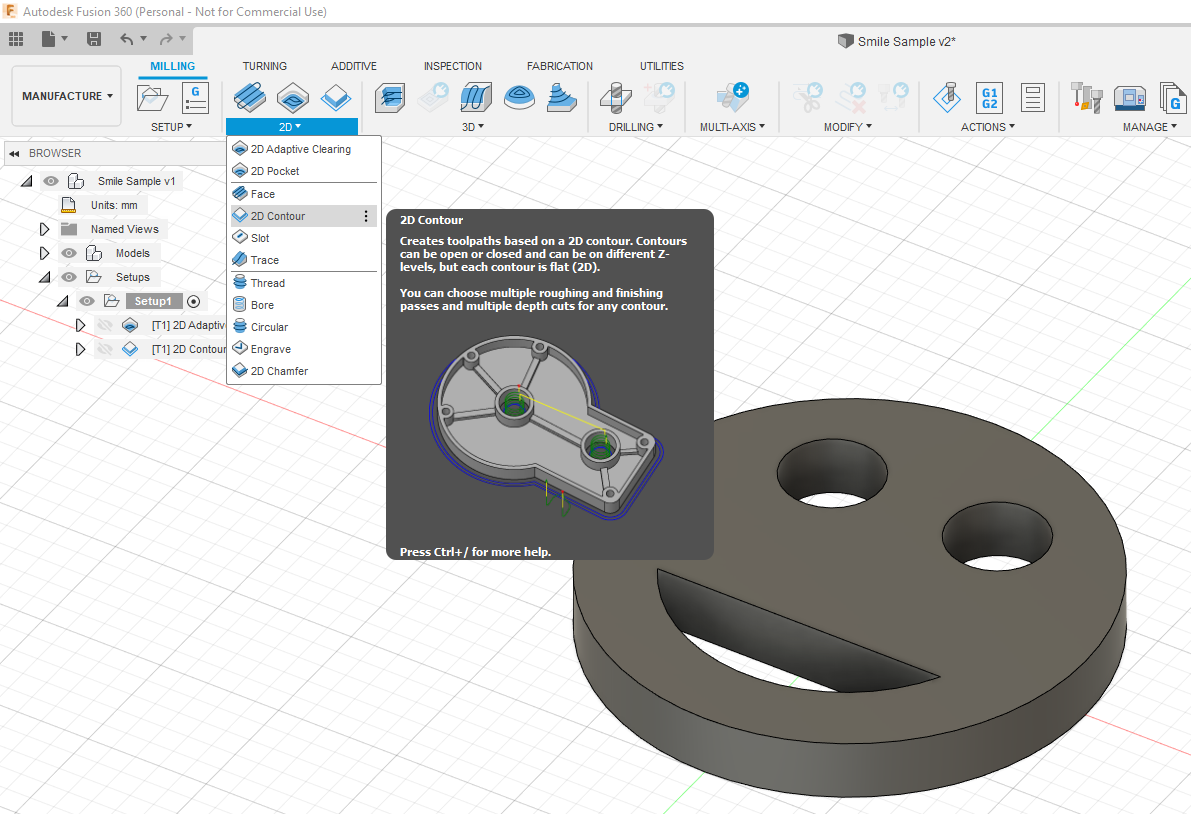 Autodesk Fusion 360 (Personal - Not for Commercial Use)
Smile Sample v2*
MILLING TURNING ADDITIVE INSPECTION FABRICATION UTILITIES
MANUFACTURE
G
G1
G2
G
SETUP 2D 3D DRILLING MULTI-AXIS MODIFY ACTIONS MANAGE
BROWSER
Smile Sample v1
Units: mm
Named Views
Models
Setups
Setup1
[T1] 2D Adaptiv
[T1] 2D Contour
2D Adaptive Clearing
2D Pocket
Face
2D Contour
Slot
Trace
Thread
Bore
Circular
Engrave
2D Chamfer
2D Contour
Creates toolpaths based on a 2D contour. Contours
can be open or closed and can be on different Z-
levels, but each contour is flat (2D).
You can choose multiple roughing and finishing
passes and multiple depth cuts for any contour.
Press Ctrl+/ for more help.